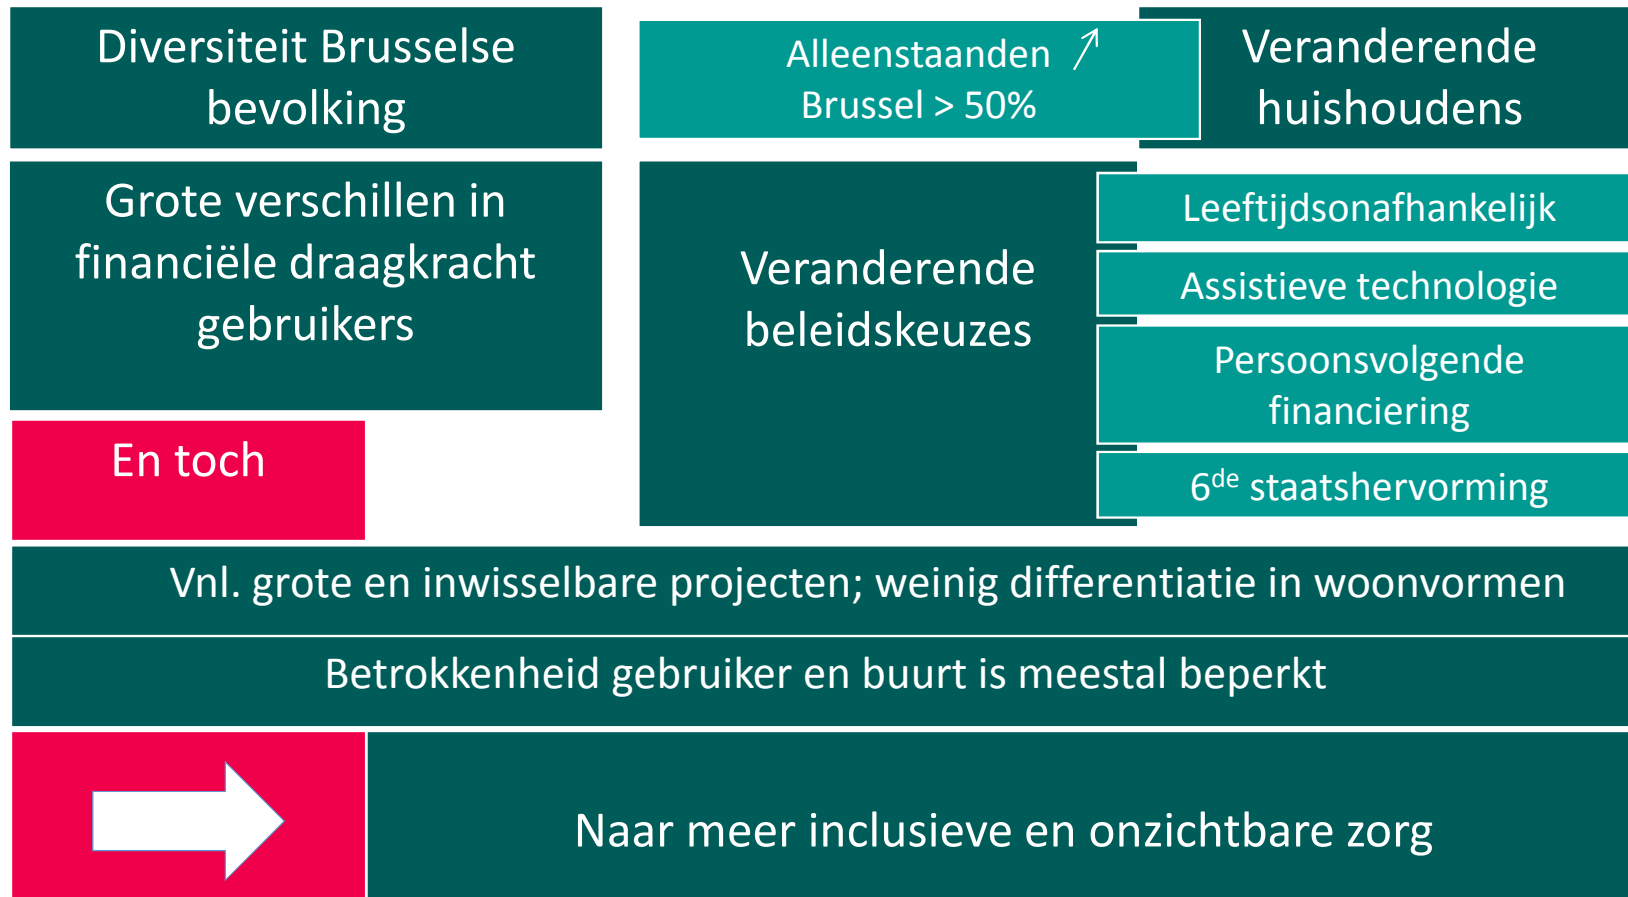 Diversiteit Brusselse
bevolking
Alleenstaanden ↗
Brussel > 50%
Veranderende
huishoudens
Grote verschillen in
financiële draagkracht
gebruikers
Veranderende
beleidskeuzes
Leeftijdsonafhankelijk
Assistieve technologie
Persoonsvolgende
financiering
6de staatshervorming
En toch
Vnl. grote en inwisselbare projecten; weinig differentiatie in woonvormen
Betrokkenheid gebruiker en buurt is meestal beperkt
Naar meer inclusieve en onzichtbare zorg